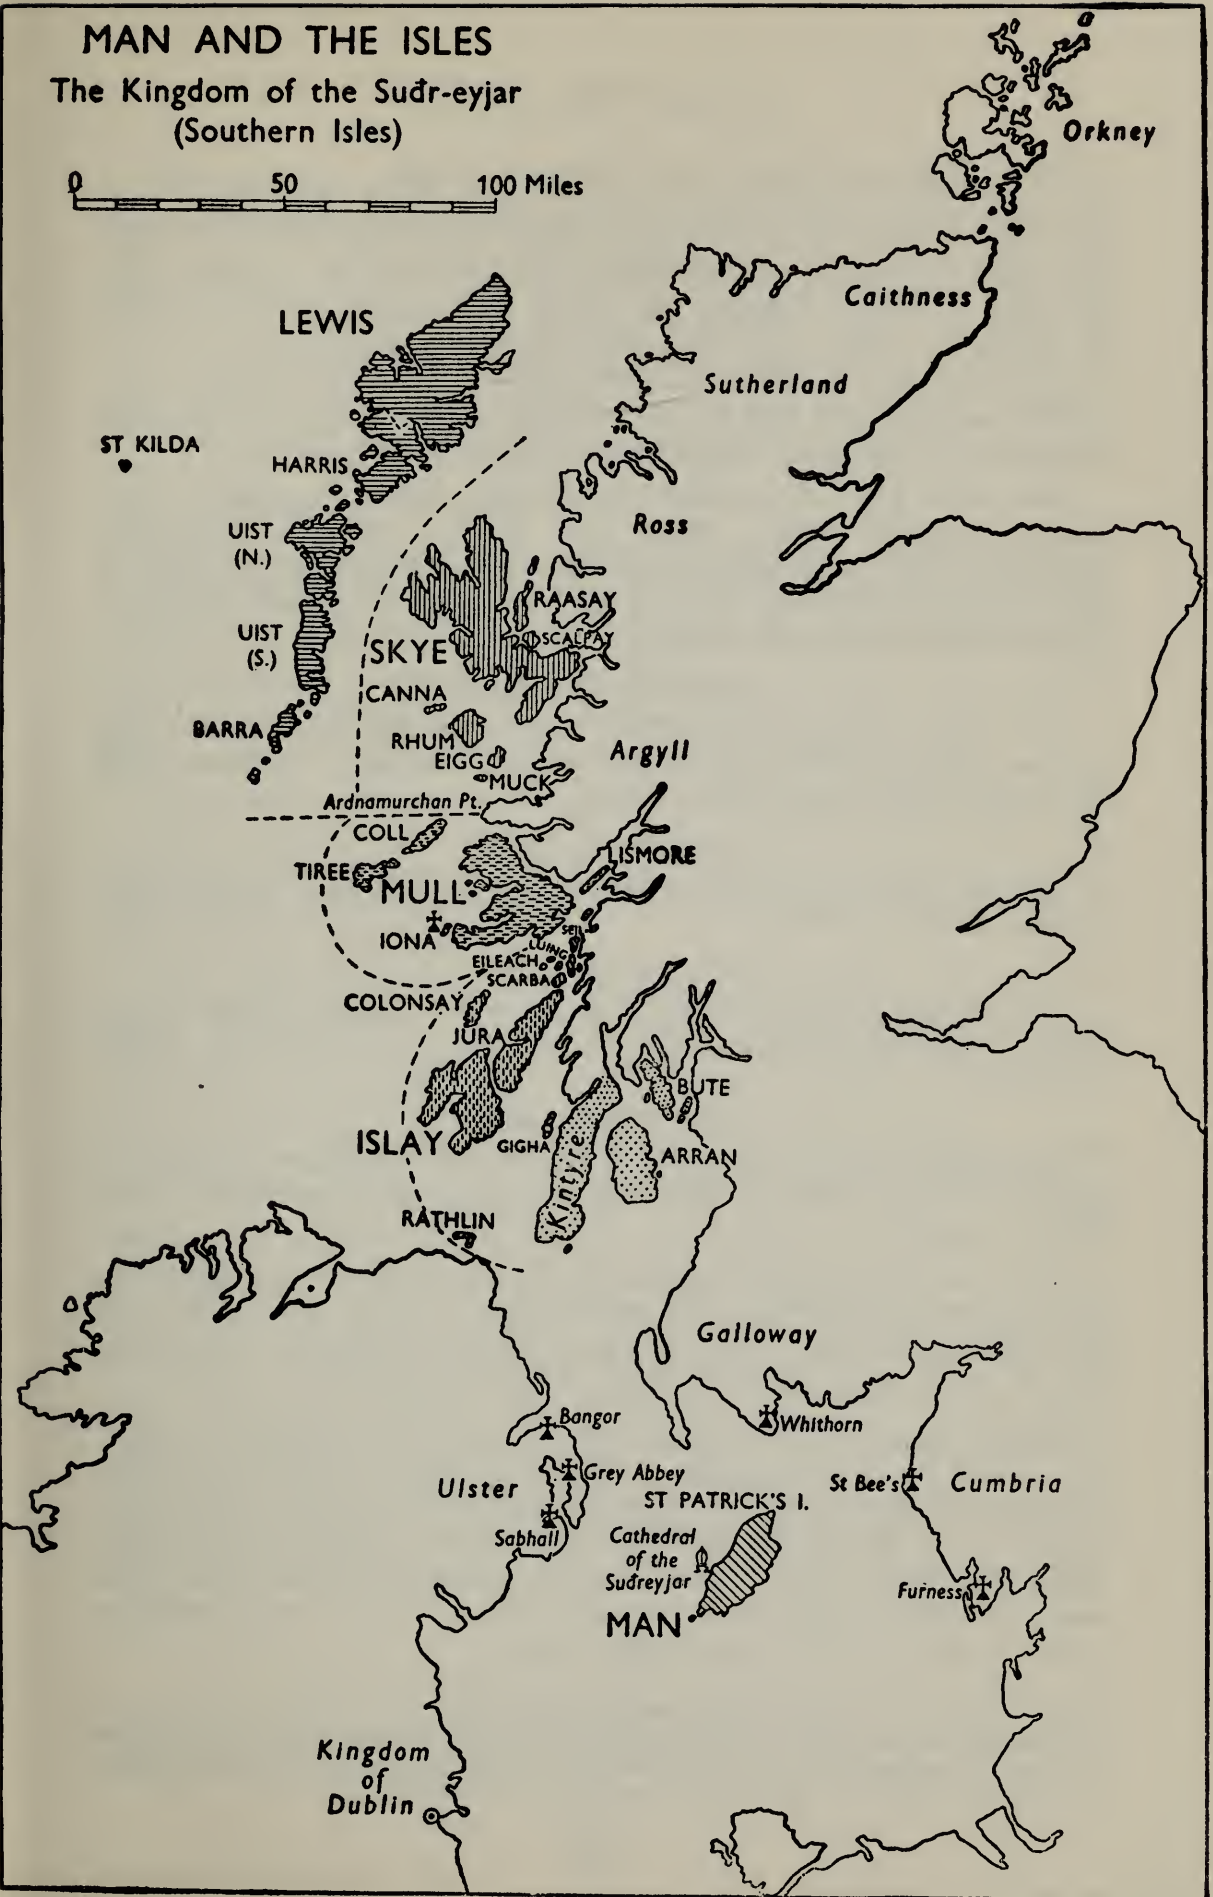 MAN AND THE ISLES
The Kingdom of the Suđr-eyjar
(Southern Isles)
0 50 100 Miles
Orkney
Caithness
LEWIS
Sutherland
ST KILDA
HARRIS
UIST
(N.)
Ross
RAASAY
UIST
(S.)
SKYE
SCALPAY
CANNA
BARRA
RHUM
EIGG
MUCK
Argyll
Ardnamurchan Pt.
COLL
TIREE
LISMORE
MULL
IONA
SEIL
LUING
EILEACH
SCARBA
COLONSAY
JURA
BUTE
ISLAY
GIGHA
Kintyre
ARRAN
RATHLIN
Galloway
Bangor
Whithorn
Ulster
Grey Abbey
ST PATRICK'S I.
St Bee's
Cumbria
Sabhall
Cathedral
of the
Suđreyjar
Furness
MAN
Kingdom
of
Dublin